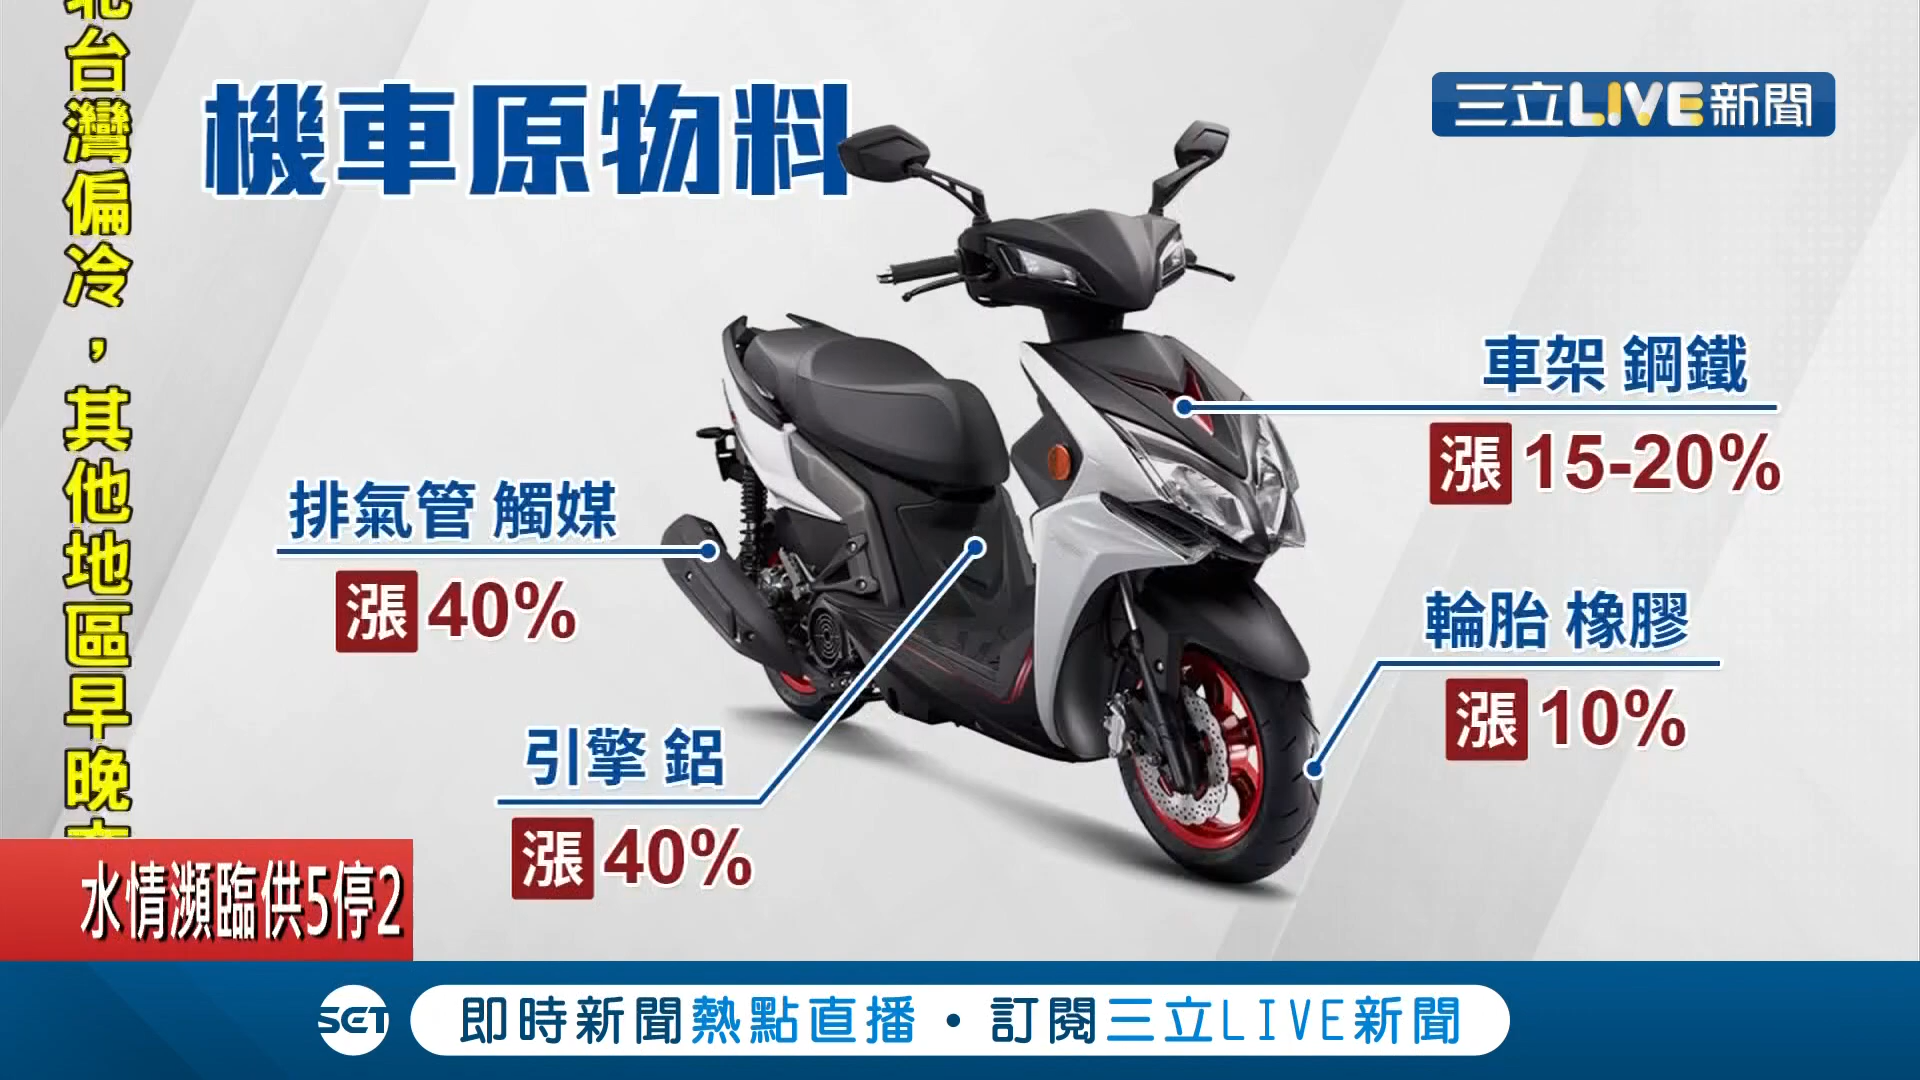 北台灣偏冷，其他地區早晚
機車原物料
三立LIVE新聞
車架 鋼鐵
漲 15-20%
排氣管 觸媒
漲 40%
輪胎 橡膠
漲 10%
引擎 鋁
漲 40%
水情瀕臨供5停2
SET
即時新聞熱點直播・訂閱三立LIVE新聞